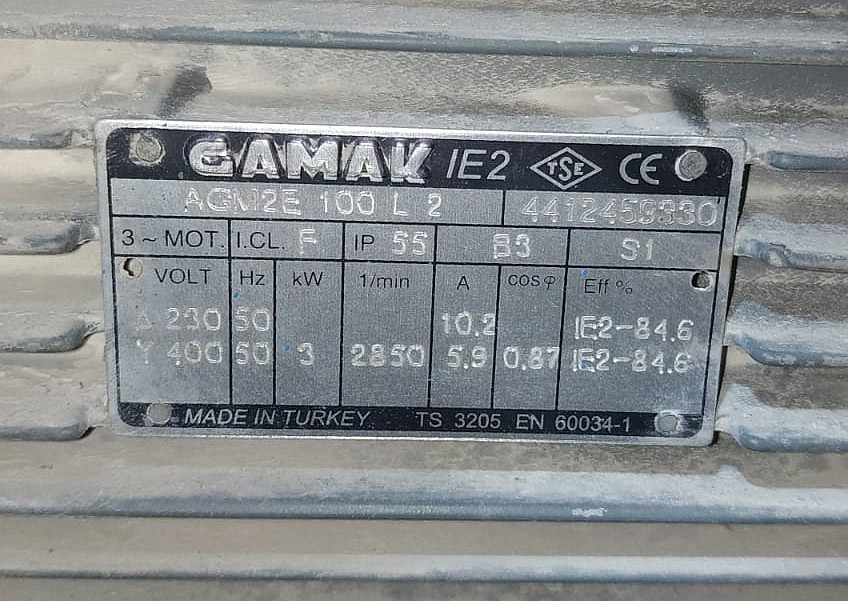 GAMAK IE2 TSE CE
AGM2E 100 L 2 4412459330
3 ~ MOT. I.CL. F IP 55 B3 S1
VOLT Hz kW 1/min A cosφ Eff %
Δ 230 50 10.2 IE2-84.6
Y 400 50 3 2850 5.9 0.87 IE2-84.6
MADE IN TURKEY TS 3205 EN 60034-1